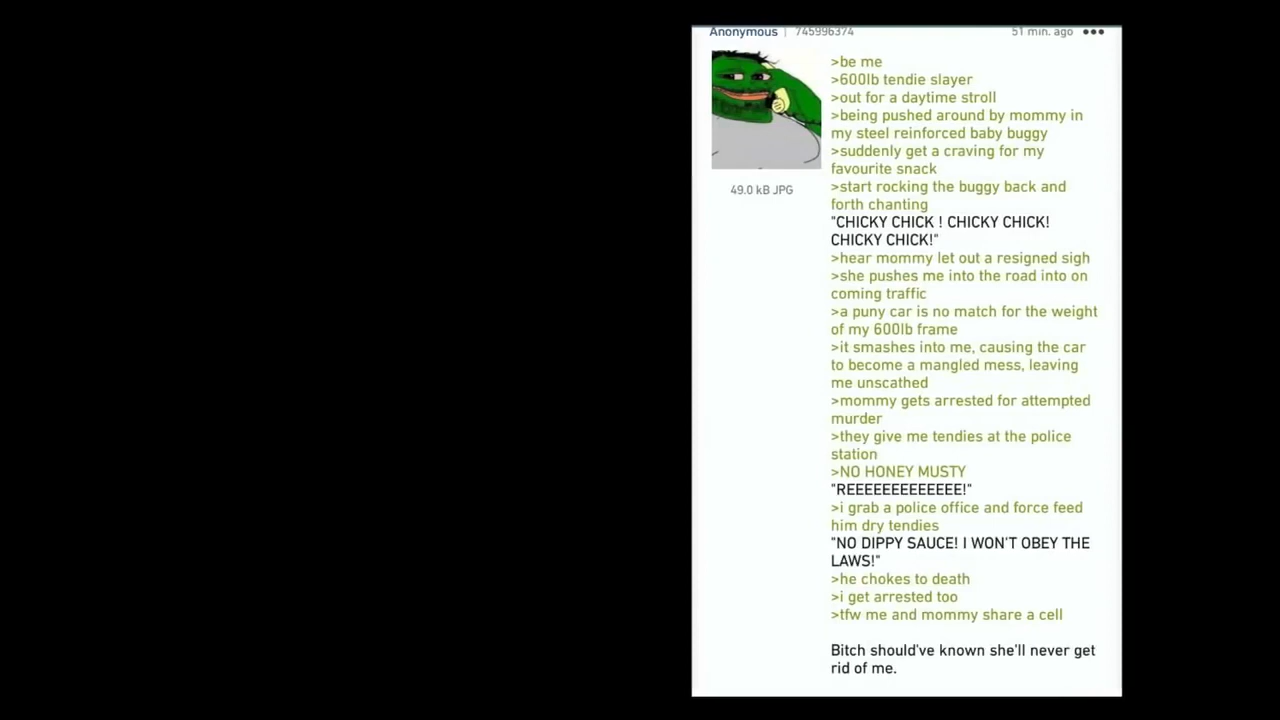 Anonymous | 745996374 51 min. ago •••
>be me
>600lb tendie slayer
>out for a daytime stroll
>being pushed around by mommy in
my steel reinforced baby buggy
>suddenly get a craving for my
favourite snack
>start rocking the buggy back and
forth chanting
"CHICKY CHICK ! CHICKY CHICK!
CHICKY CHICK!"
>hear mommy let out a resigned sigh
>she pushes me into the road into on
coming traffic
>a puny car is no match for the weight
of my 600lb frame
>it smashes into me, causing the car
to become a mangled mess, leaving
me unscathed
>mommy gets arrested for attempted
murder
>they give me tendies at the police
station
>NO HONEY MUSTY
"REEEEEEEEEEEEE!"
>i grab a police office and force feed
him dry tendies
"NO DIPPY SAUCE! I WON'T OBEY THE
LAWS!"
>he chokes to death
>i get arrested too
>tfw me and mommy share a cell
Bitch should've known she'll never get
rid of me.
49.0 kB JPG